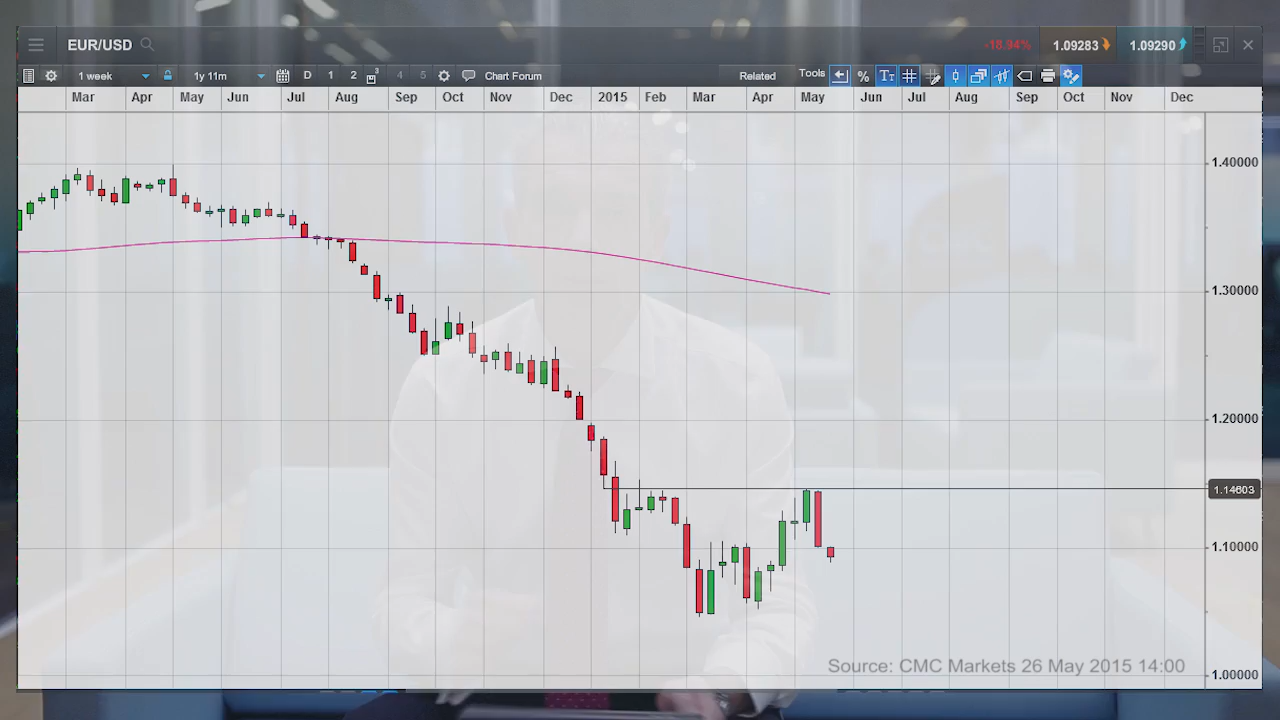 EUR/USD
-18.94%
1.09283
1.09290
1 week
1y 11m
D
1
2
3
4
5
Chart Forum
Related
Tools
%
Mar Apr May Jun Jul Aug Sep Oct Nov Dec 2015 Feb Mar Apr May Jun Jul Aug Sep Oct Nov Dec
1.40000
1.30000
1.20000
1.14603
1.10000
1.00000
Source: CMC Markets 26 May 2015 14:00